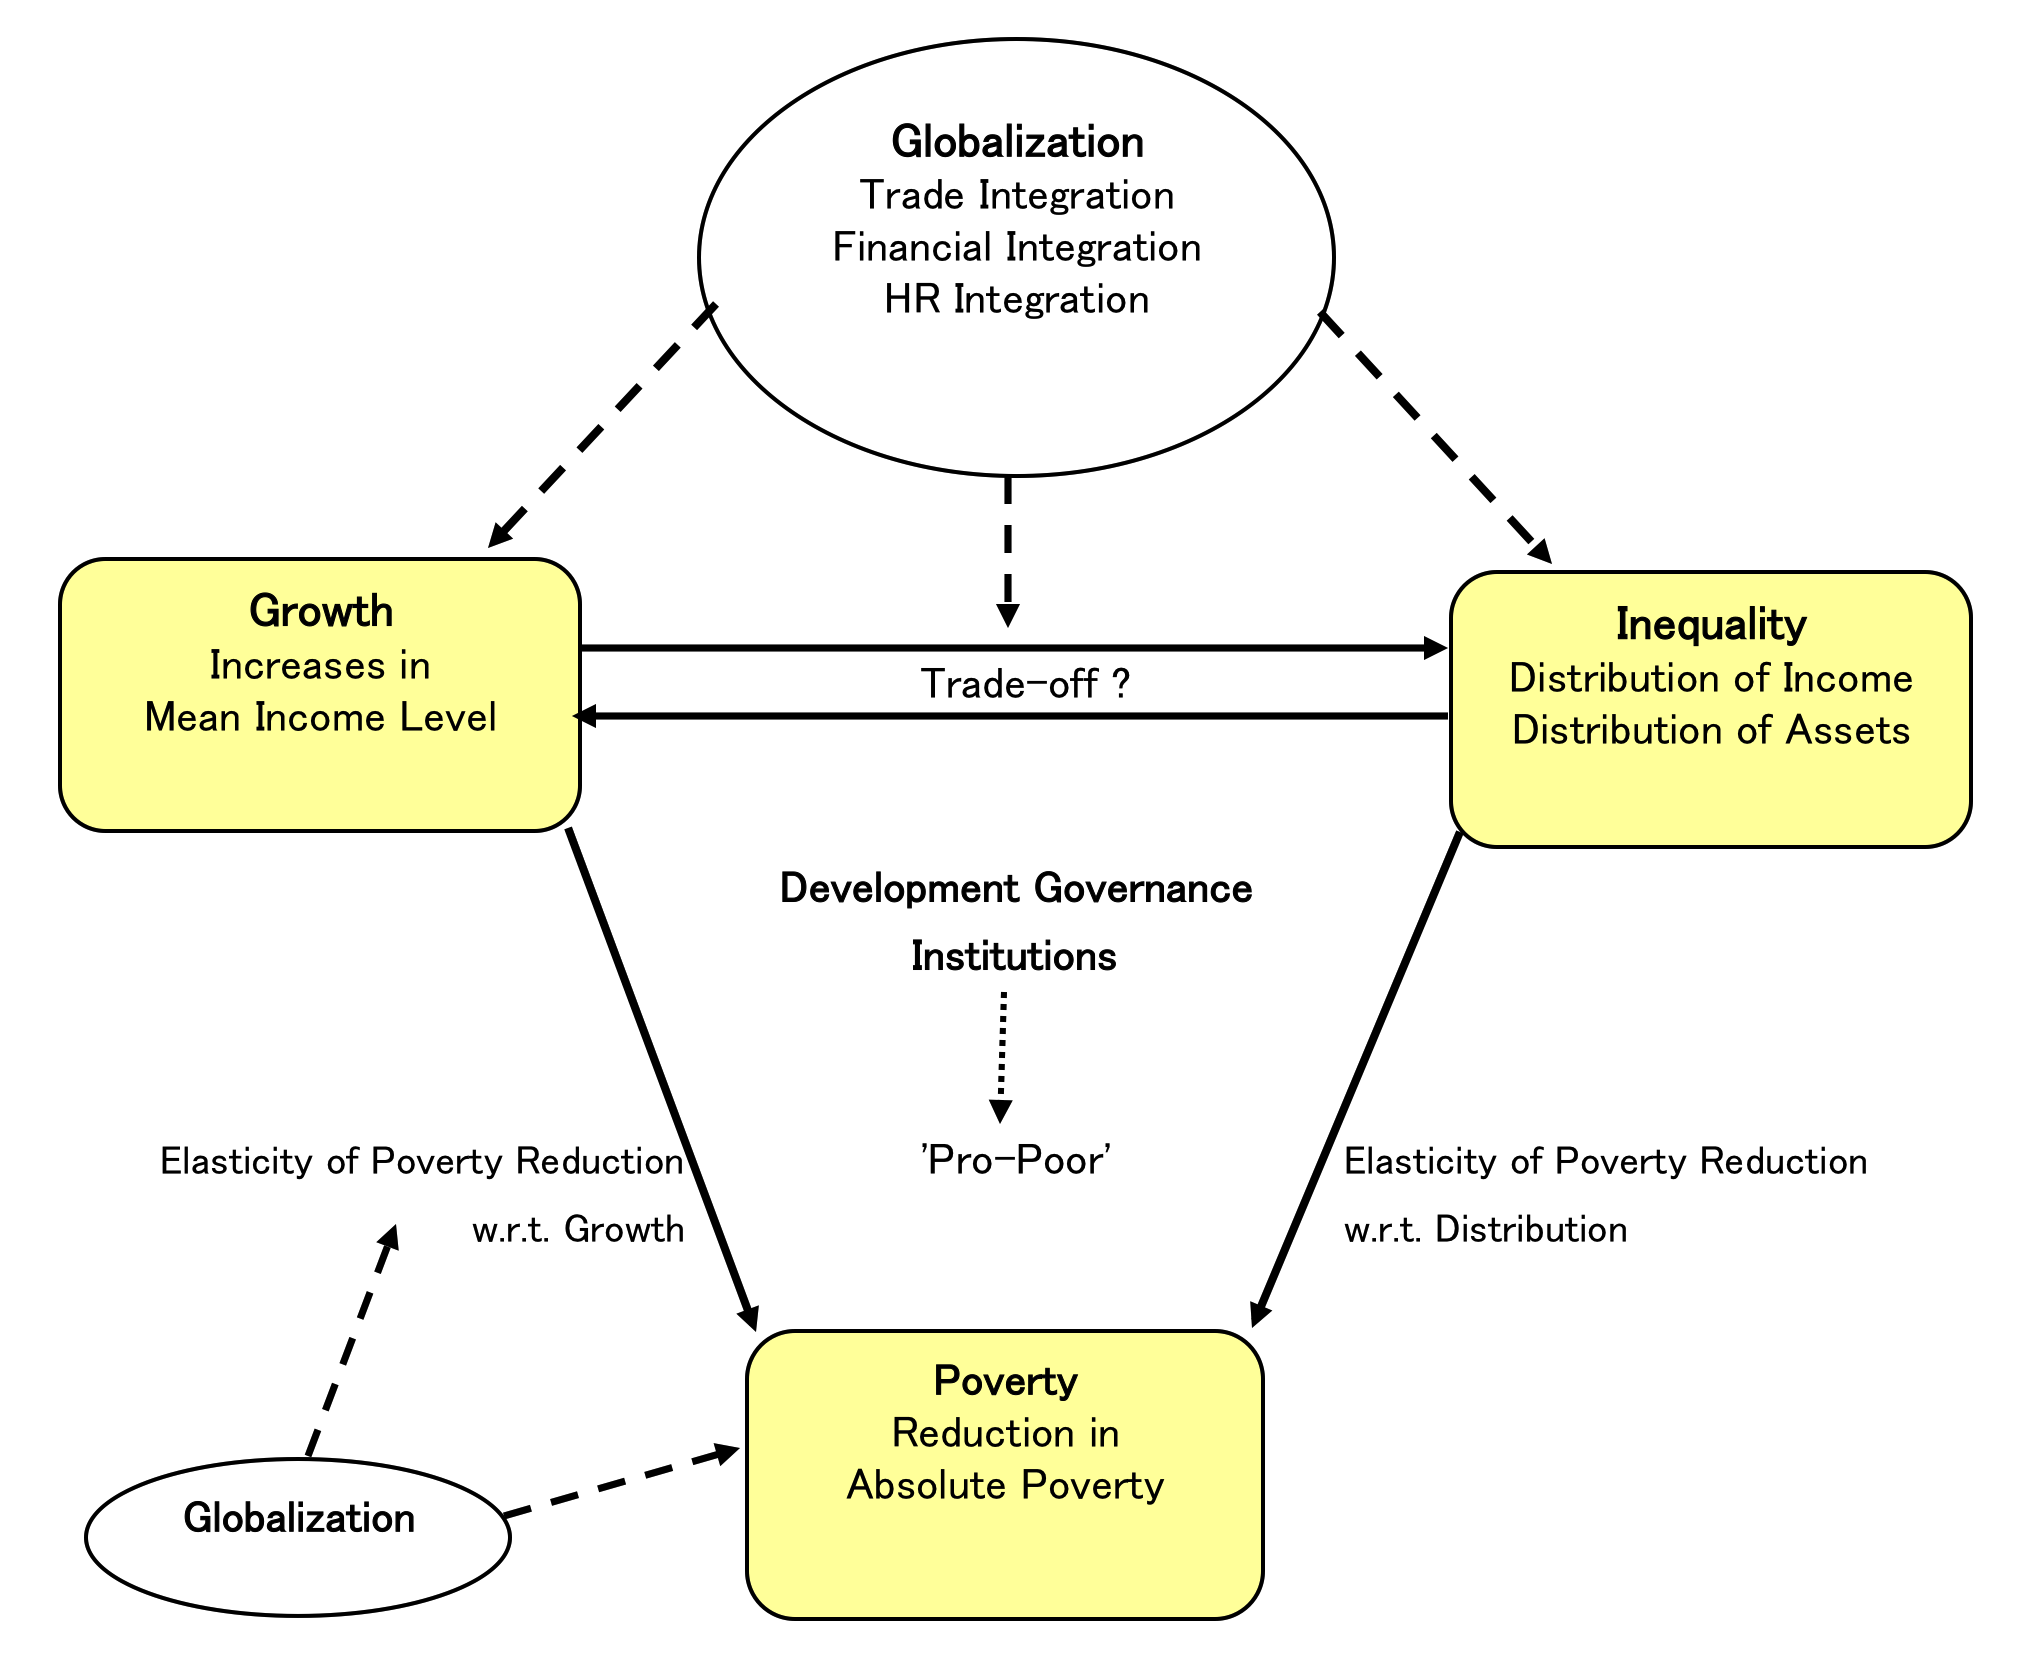 Globalization
Trade Integration
Financial Integration
HR Integration
Growth
Increases in
Mean Income Level
Trade-off ?
Inequality
Distribution of Income
Distribution of Assets
Development Governance
Institutions
'Pro-Poor'
Elasticity of Poverty Reduction
w.r.t. Growth
Elasticity of Poverty Reduction
w.r.t. Distribution
Poverty
Reduction in
Absolute Poverty
Globalization